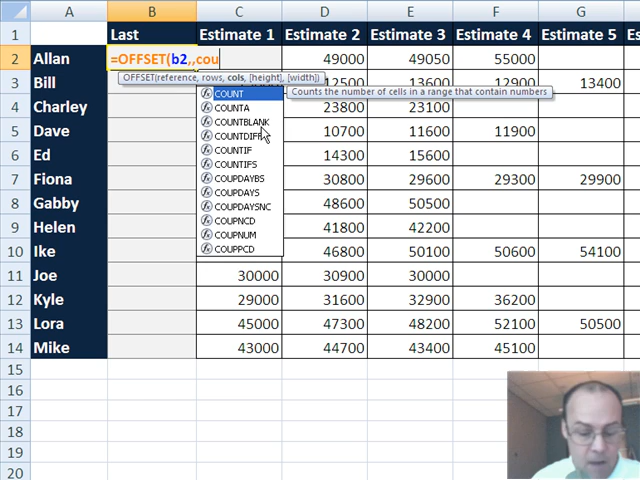 A B C D E F G
1 Last Estimate 1 Estimate 2 Estimate 3 Estimate 4 Estimate 5 E
2 Allan =OFFSET(b2,,cou 49000 49050 55000
OFFSET(reference, rows, cols, [height], [width])
3 Bill 12500 13600 12900 13400
COUNT Counts the number of cells in a range that contain numbers
COUNTA
4 Charley 23800 23100
COUNTBLANK
5 Dave 10700 11600 11900
COUNTIF
6 Ed 14300 15600
COUNTIFS
7 Fiona 30800 29600 29300 29900
COUPDAYBS
COUPDAYS
8 Gabby 48600 50500
COUPDAYSNC
9 Helen 41800 42200
COUPNCD
COUPNUM
10 Ike 46800 50100 50600 54100
COUPPCD
11 Joe 30000 30900 30000
12 Kyle 29000 31600 32900 36200
13 Lora 45000 47300 48200 52100 50500
14 Mike 43000 44700 43400 45100
15
16
17
18
19
20